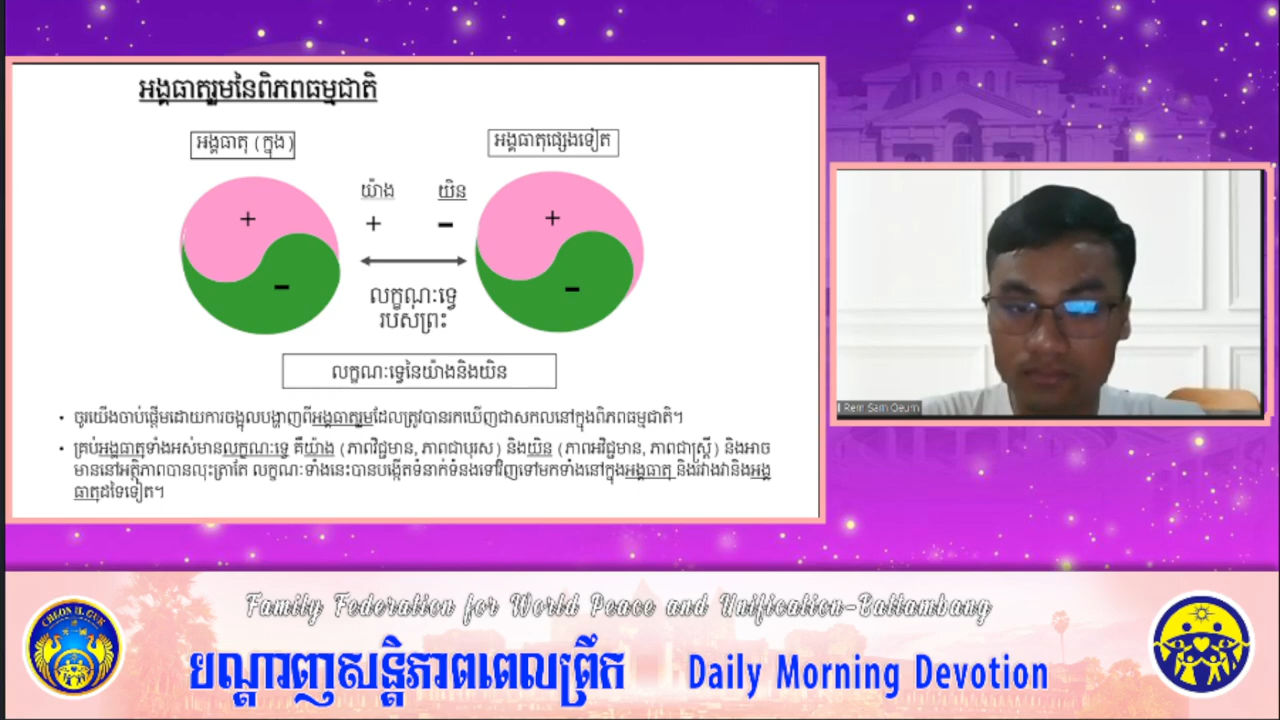 អង្គធាតុរួមនៃពិភពធម្មជាតិ
អង្គធាតុ (ក្នុង)
អង្គធាតុផ្សេងទៀត
យ៉ាង យិន
+ -
+
-
+
-
លក្ខណៈទ្វេ
របស់ព្រះ
លក្ខណៈទ្វេនៃយ៉ាងនិងយិន
• ចូរយើងចាប់ផ្តើមដោយការចង្អុលបង្ហាញពីអង្គធាតុរួមដែលត្រូវបានរកឃើញជាសកលនៅក្នុងពិភពធម្មជាតិ។
• គ្រប់អង្គធាតុទាំងអស់មានលក្ខណៈទ្វេ គឺយ៉ាង (ភាពវិជ្ជមាន, ភាពជាបុរស) និងយិន (ភាពអវិជ្ជមាន, ភាពជាស្ត្រី) និងអាច
មាននៅអត្ថិភាពបានលុះត្រាតែ លក្ខណៈទាំងនេះបានបង្កើតទំនាក់ទំនងទៅវិញទៅមកទាំងនៅក្នុងអង្គធាតុ និងរវាងវានិងអង្គ
ធាតុដទៃទៀត។
Rem Sam Oeurn
Family Federation for World Peace and Unification-Battambang
បណ្តាញសន្តិភាពពេលព្រឹក Daily Morning Devotion
CHEON IL GUK